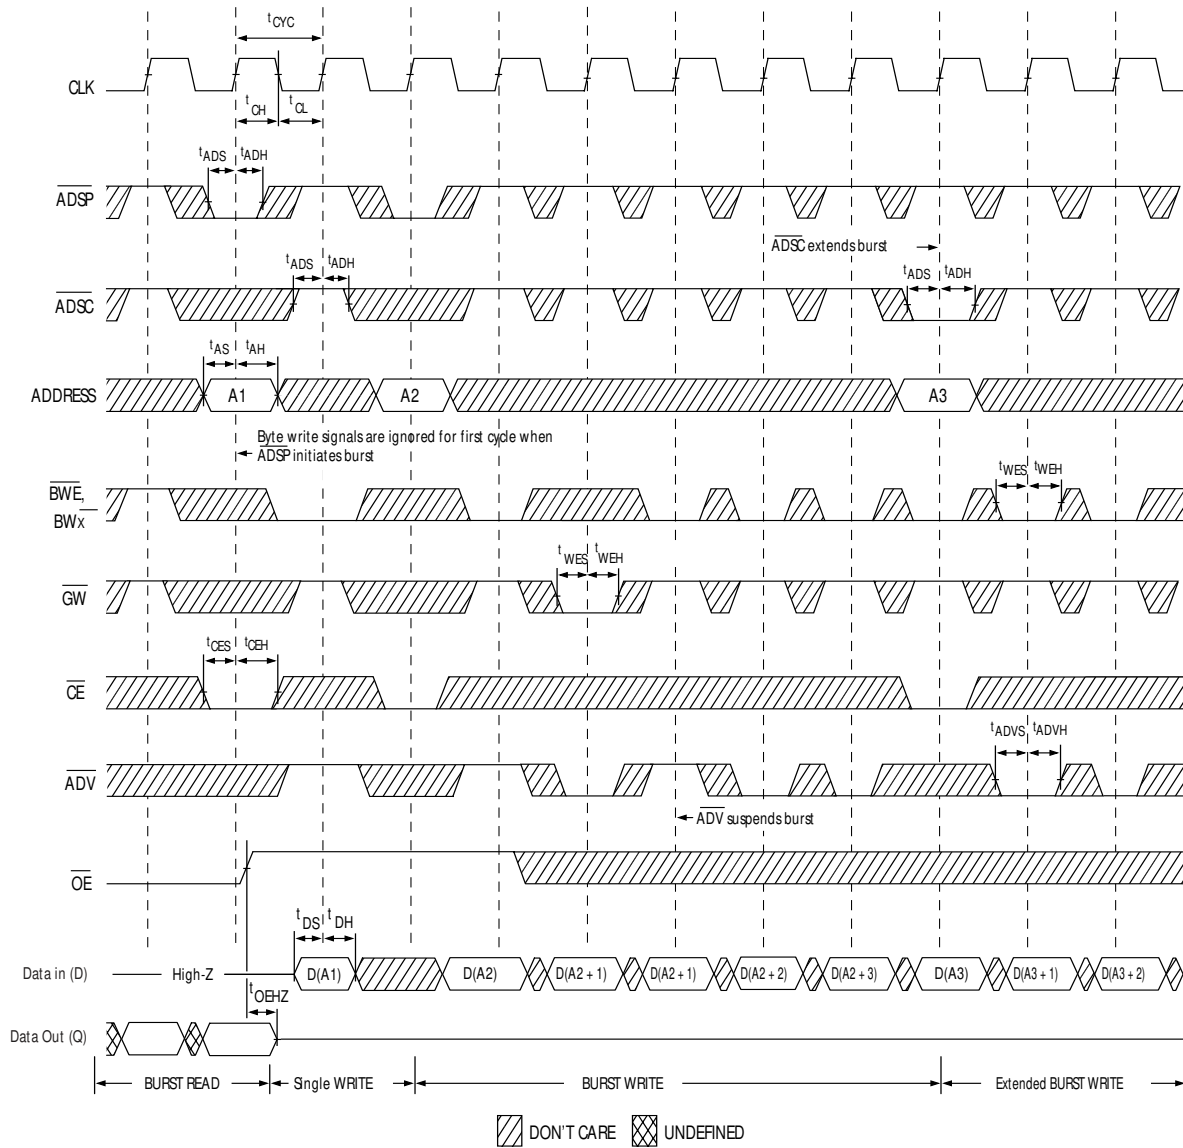 tCYC
CLK
tCH
tCL
tADS
tADH
ADSP
ADSC extends burst
tADS
tADH
tADS
tADH
ADSC
tAS
tAH
ADDRESS
A1
A2
A3
Byte write signals are ignored for first cycle when
ADSP initiates burst
tWES
tWEH
BWE,
BWX
tWES
tWEH
GW
tCES
tCEH
CE
tADVS
tADVH
ADV
ADV suspends burst
OE
tDS
tDH
Data in (D)
High-Z
D(A1)
D(A2)
D(A2 + 1)
D(A2 + 1)
D(A2 + 2)
D(A2 + 3)
D(A3)
D(A3 + 1)
D(A3 + 2)
tOEHZ
Data Out (Q)
BURST READ
Single WRITE
BURST WRITE
Extended BURST WRITE
DON'T CARE
UNDEFINED